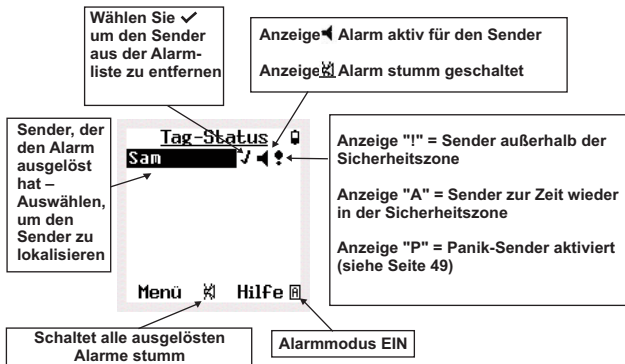 Wählen Sie ✓
um den Sender
aus der Alarm-
liste zu entfernen
Anzeige Alarm aktiv für den Sender
Anzeige Alarm stumm geschaltet
Sender, der
den Alarm
ausgelöst
hat –
Auswählen,
um den
Sender zu
lokalisieren
Tag-Status
Sam ✓ !
Anzeige "!" = Sender außerhalb der
Sicherheitszone
Anzeige "A" = Sender zur Zeit wieder
in der Sicherheitszone
Anzeige "P" = Panik-Sender aktiviert
(siehe Seite 49)
Menü Hilfe A
Schaltet alle ausgelösten
Alarme stumm
Alarmmodus EIN